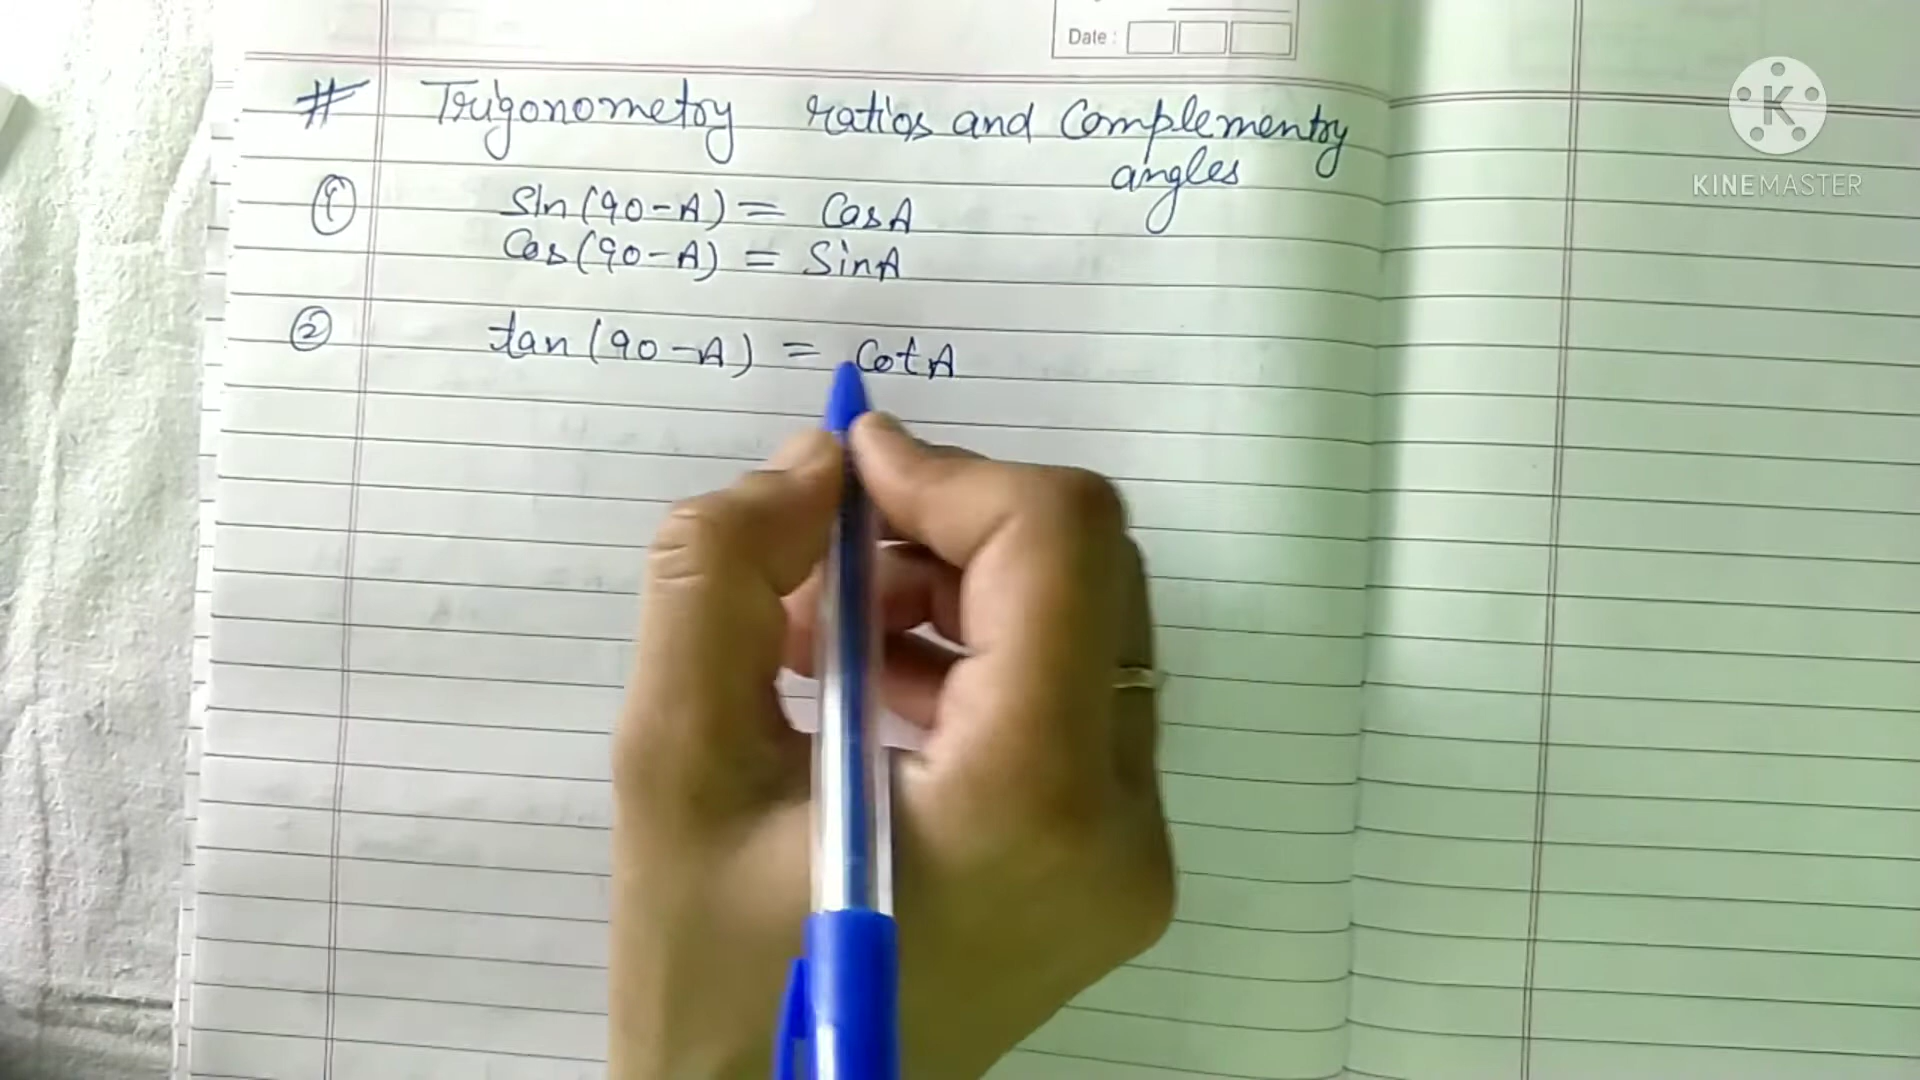 Date :
# Trigonometry ratios and Complementry
angles
① Sin(90-A) = CosA
Cos(90-A) = SinA
② tan(90-A) = CotA
K
KINEMASTER